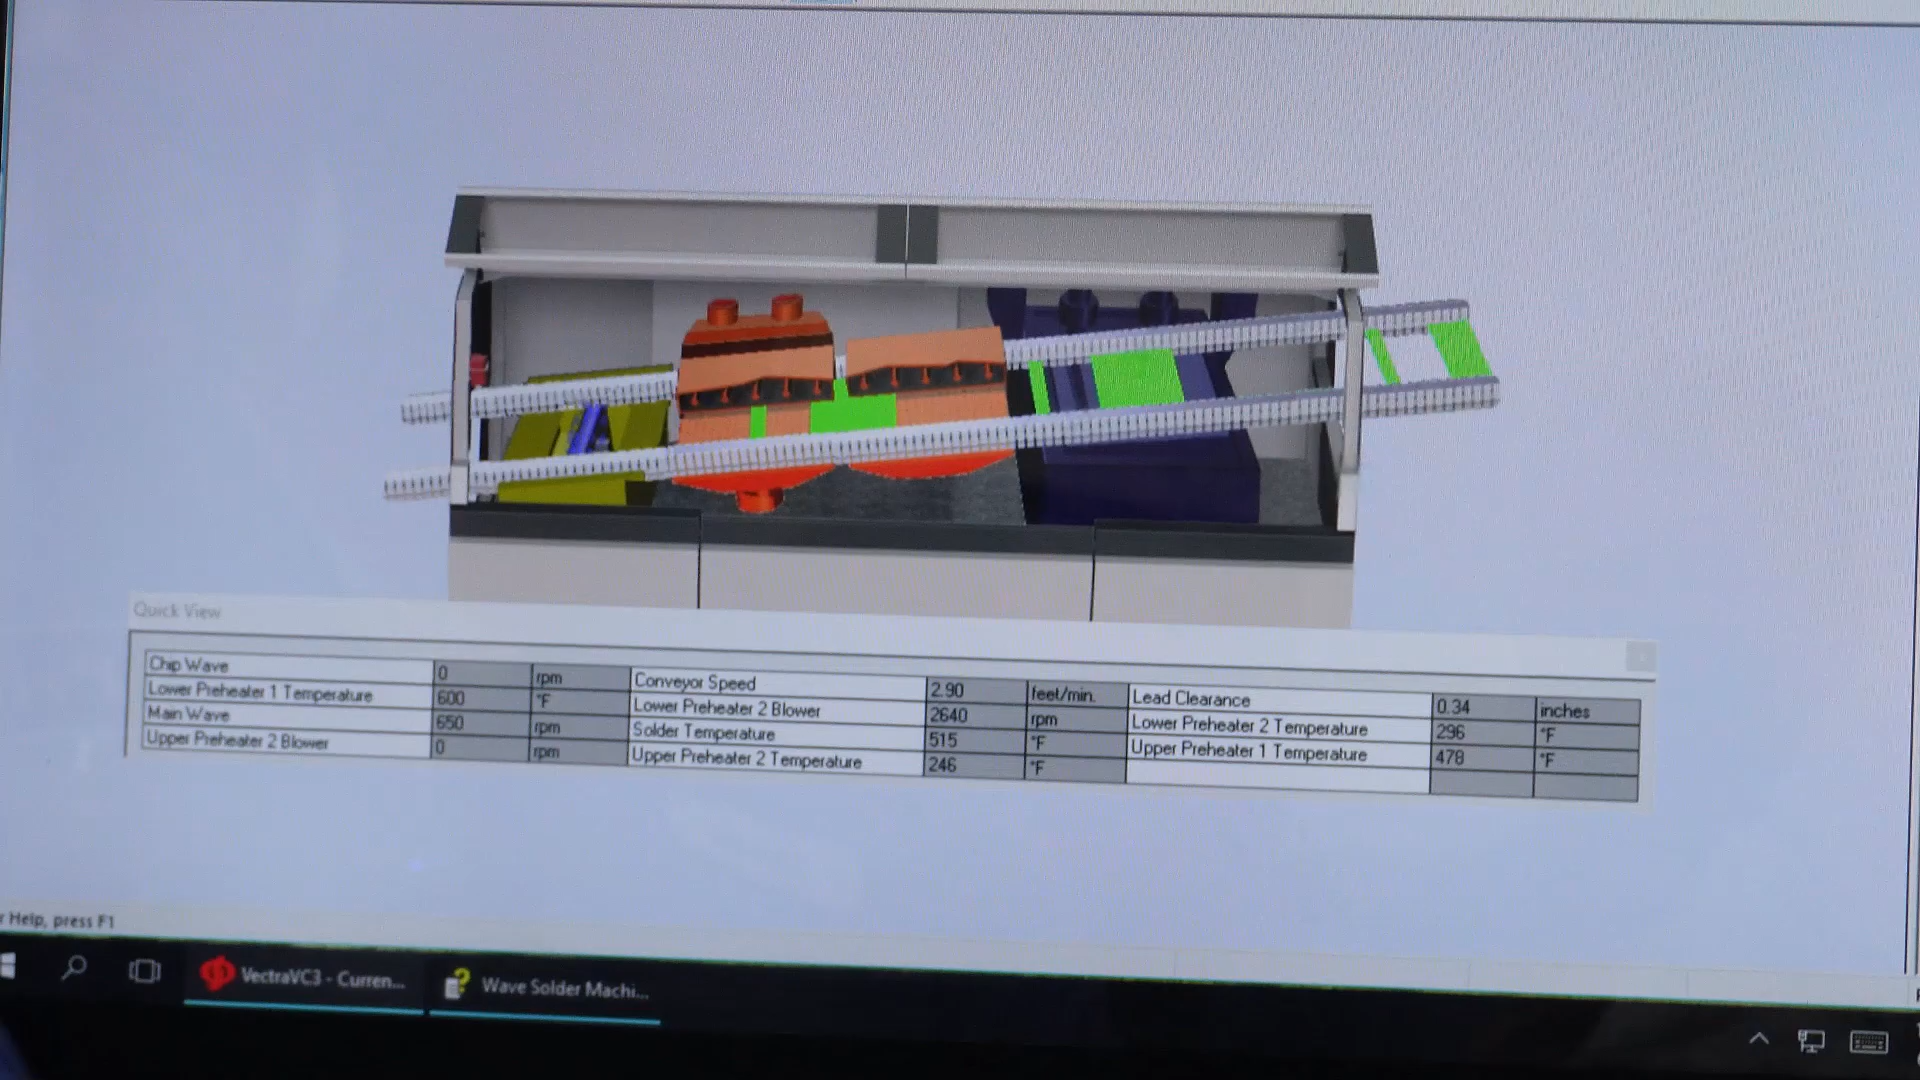 Quick View
Chip Wave 0 rpm Conveyor Speed 2.90 feet/min. Lead Clearance 0.34 inches
Lower Preheater 1 Temperature 600 °F Lower Preheater 2 Blower 2640 rpm Lower Preheater 2 Temperature 296 °F
Main Wave 650 rpm Solder Temperature 515 °F Upper Preheater 1 Temperature 478 °F
Upper Preheater 2 Blower 0 rpm Upper Preheater 2 Temperature 246 °F
r Help, press F1
VectraVC3 - Curren...
Wave Solder Machi...